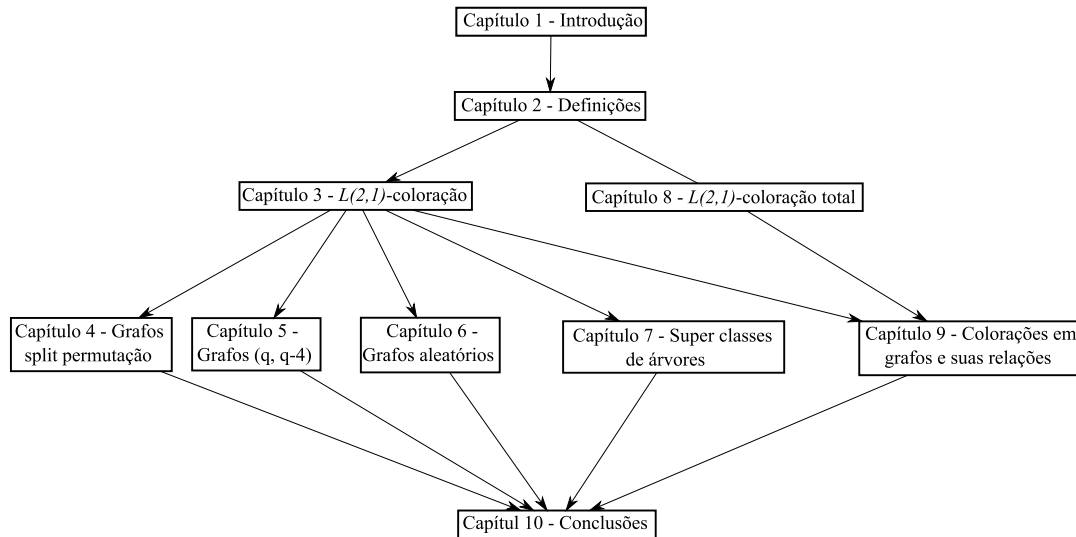 Capítulo 1 - Introdução
Capítulo 2 - Definições
Capítulo 3 - L(2,1)-coloração
Capítulo 8 - L(2,1)-coloração total
Capítulo 4 - Grafos
split permutação
Capítulo 5 -
Grafos (q, q-4)
Capítulo 6 -
Grafos aleatórios
Capítulo 7 - Super classes
de árvores
Capítulo 9 - Colorações em
grafos e suas relações
Capítul 10 - Conclusões